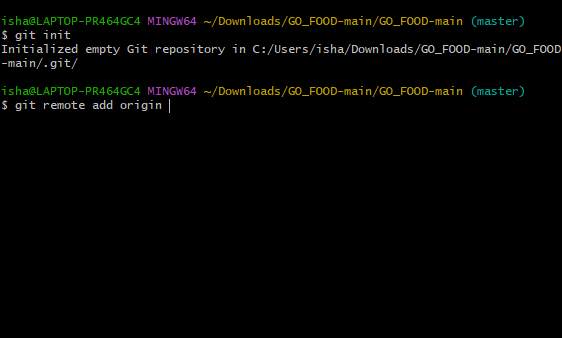 isha@LAPTOP-PR464GC4 MINGW64 ~/Downloads/GO_FOOD-main/GO_FOOD-main (master)
$ git init
Initialized empty Git repository in C:/Users/isha/Downloads/GO_FOOD-main/GO_FOOD
-main/.git/
isha@LAPTOP-PR464GC4 MINGW64 ~/Downloads/GO_FOOD-main/GO_FOOD-main (master)
$ git remote add origin